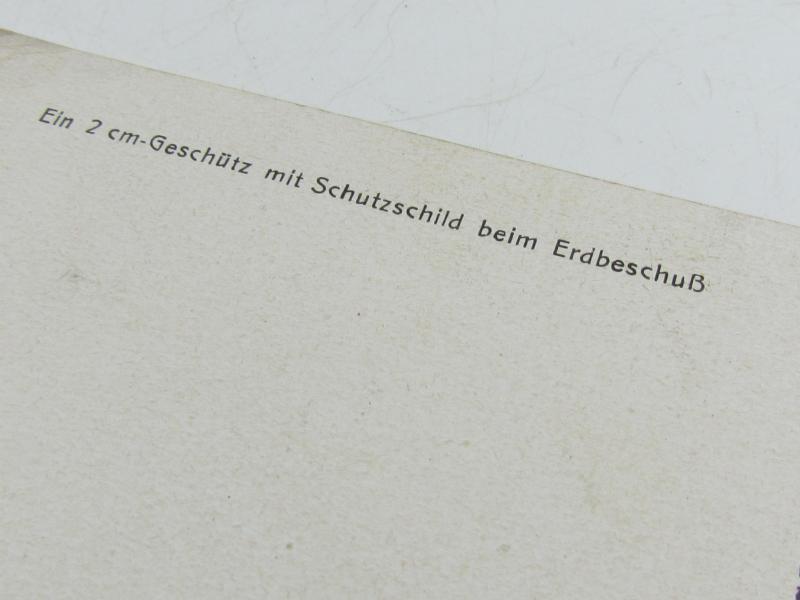 Ein 2 cm-Geschütz mit Schutzschild beim Erdbeschuß